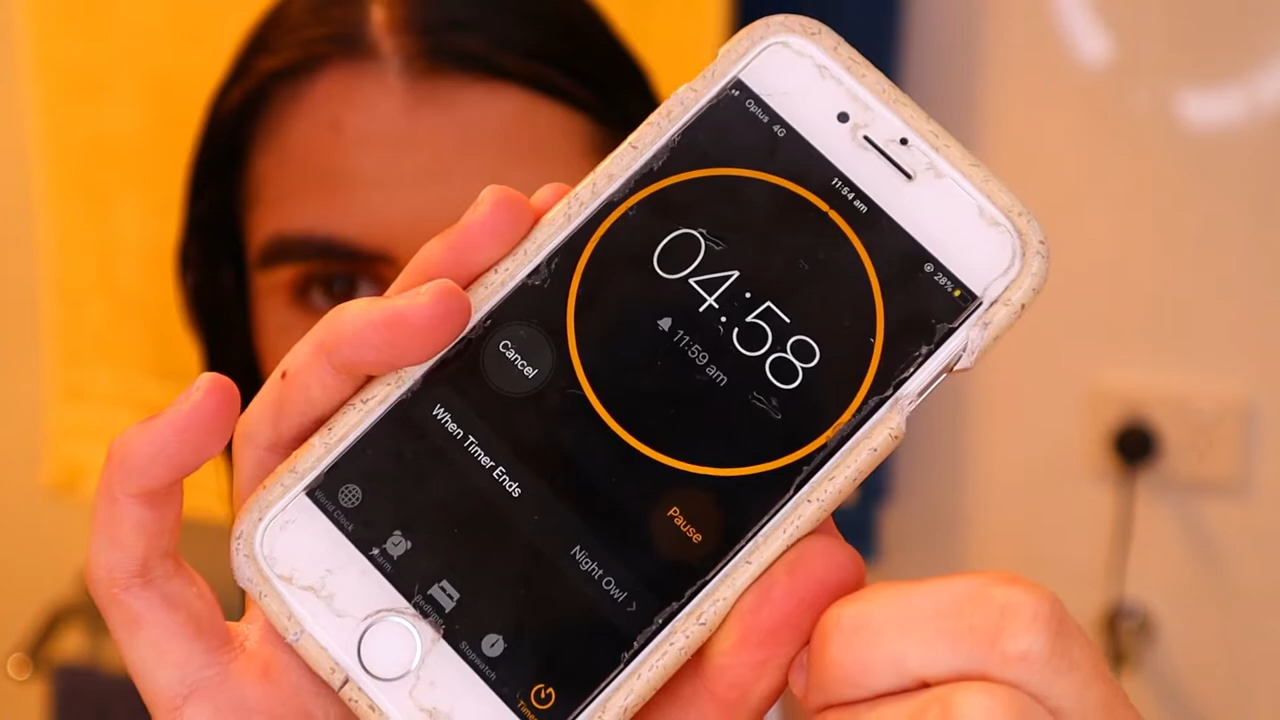 Optus 4G
11:54 am
28%
04:58
11:59 am
Cancel
Pause
When Timer Ends
Night Owl >
World Clock
Alarm
Bedtime
Stopwatch
Timer